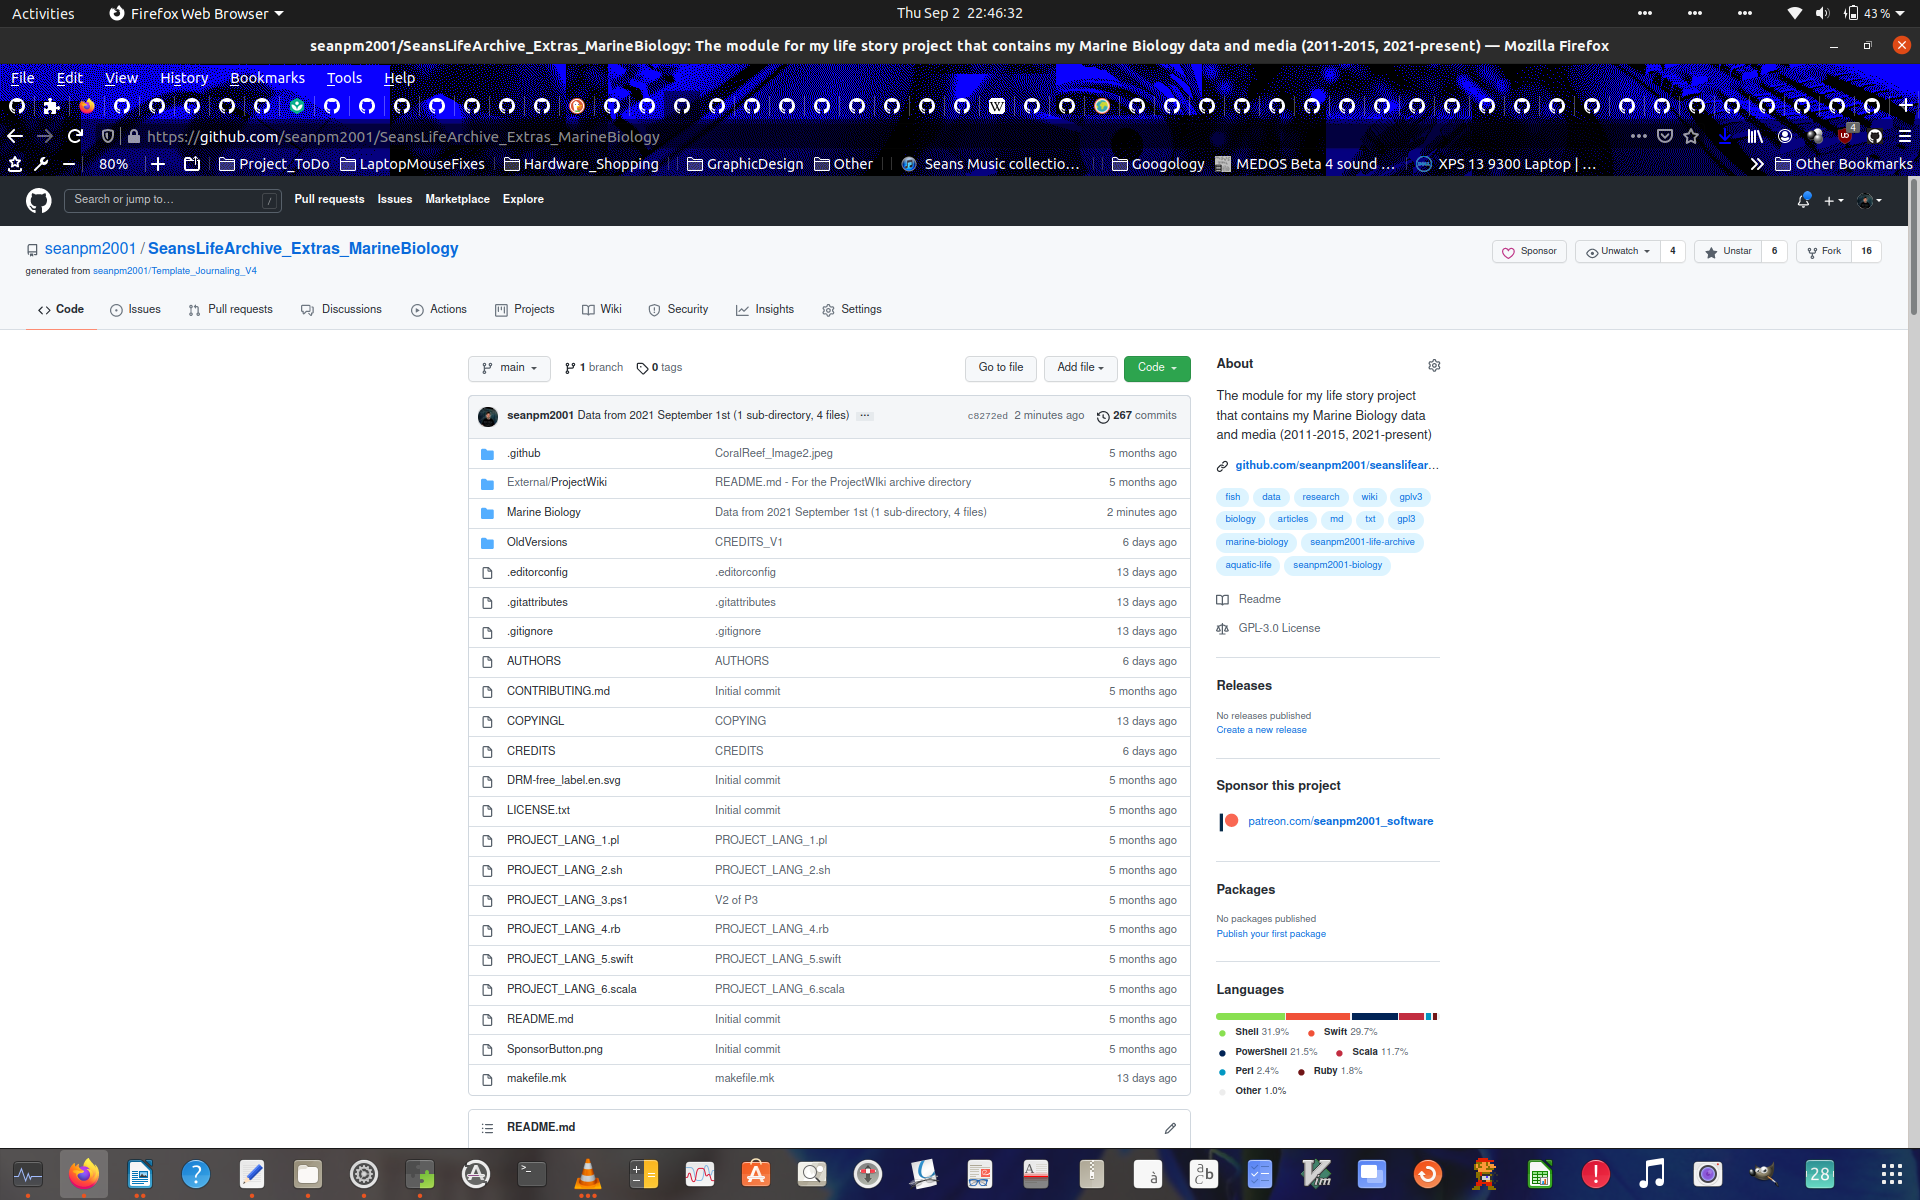 Activities
Firefox Web Browser
Thu Sep 2 22:46:32
43 %
seanpm2001/SeansLifeArchive_Extras_MarineBiology: The module for my life story project that contains my Marine Biology data and media (2011-2015, 2021-present) — Mozilla Firefox
File Edit View History Bookmarks Tools Help
https://github.com/seanpm2001/SeansLifeArchive_Extras_MarineBiology
4
80%
Project_ToDo LaptopMouseFixes Hardware_Shopping GraphicDesign Other Seans Music collectio… Googology MEDOS Beta 4 sound … XPS 13 9300 Laptop | … Other Bookmarks
Search or jump to… /
Pull requests Issues Marketplace Explore
seanpm2001 / SeansLifeArchive_Extras_MarineBiology
Sponsor Unwatch 4 Unstar 6 Fork 16
generated from seanpm2001/Template_Journaling_V4
Code Issues Pull requests Discussions Actions Projects Wiki Security Insights Settings
main 1 branch 0 tags Go to file Add file Code
seanpm2001 Data from 2021 September 1st (1 sub-directory, 4 files) ... c8272ed 2 minutes ago 267 commits
.github CoralReef_Image2.jpeg 5 months ago
External/ProjectWiki README.md - For the ProjectWIki archive directory 5 months ago
Marine Biology Data from 2021 September 1st (1 sub-directory, 4 files) 2 minutes ago
OldVersions CREDITS_V1 6 days ago
.editorconfig .editorconfig 13 days ago
.gitattributes .gitattributes 13 days ago
.gitignore .gitignore 13 days ago
AUTHORS AUTHORS 6 days ago
CONTRIBUTING.md Initial commit 5 months ago
COPYINGL COPYING 13 days ago
CREDITS CREDITS 6 days ago
DRM-free_label.en.svg Initial commit 5 months ago
LICENSE.txt Initial commit 5 months ago
PROJECT_LANG_1.pl PROJECT_LANG_1.pl 5 months ago
PROJECT_LANG_2.sh PROJECT_LANG_2.sh 5 months ago
PROJECT_LANG_3.ps1 V2 of P3 5 months ago
PROJECT_LANG_4.rb PROJECT_LANG_4.rb 5 months ago
PROJECT_LANG_5.swift PROJECT_LANG_5.swift 5 months ago
PROJECT_LANG_6.scala PROJECT_LANG_6.scala 5 months ago
README.md Initial commit 5 months ago
SponsorButton.png Initial commit 5 months ago
makefile.mk makefile.mk 13 days ago
README.md
About
The module for my life story project
that contains my Marine Biology data
and media (2011-2015, 2021-present)
github.com/seanpm2001/seanslifear…
fish data research wiki gplv3
biology articles md txt gpl3
marine-biology seanpm2001-life-archive
aquatic-life seanpm2001-biology
Readme
GPL-3.0 License
Releases
No releases published
Create a new release
Sponsor this project
patreon.com/seanpm2001_software
Packages
No packages published
Publish your first package
Languages
Shell 31.9% Swift 29.7%
PowerShell 21.5% Scala 11.7%
Perl 2.4% Ruby 1.8%
Other 1.0%
28